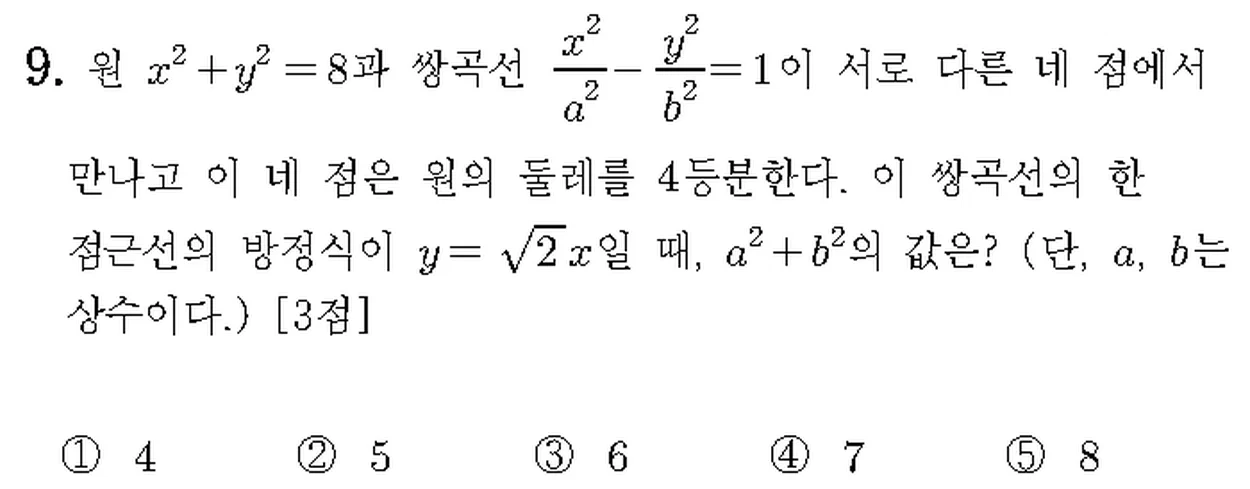 9. 원 x²+y²=8과 쌍곡선 x²/a² − y²/b² = 1이 서로 다른 네 점에서
만나고 이 네 점은 원의 둘레를 4등분한다. 이 쌍곡선의 한
점근선의 방정식이 y=√2x일 때, a²+b²의 값은? (단, a, b는
상수이다.) [3점]
① 4 ② 5 ③ 6 ④ 7 ⑤ 8